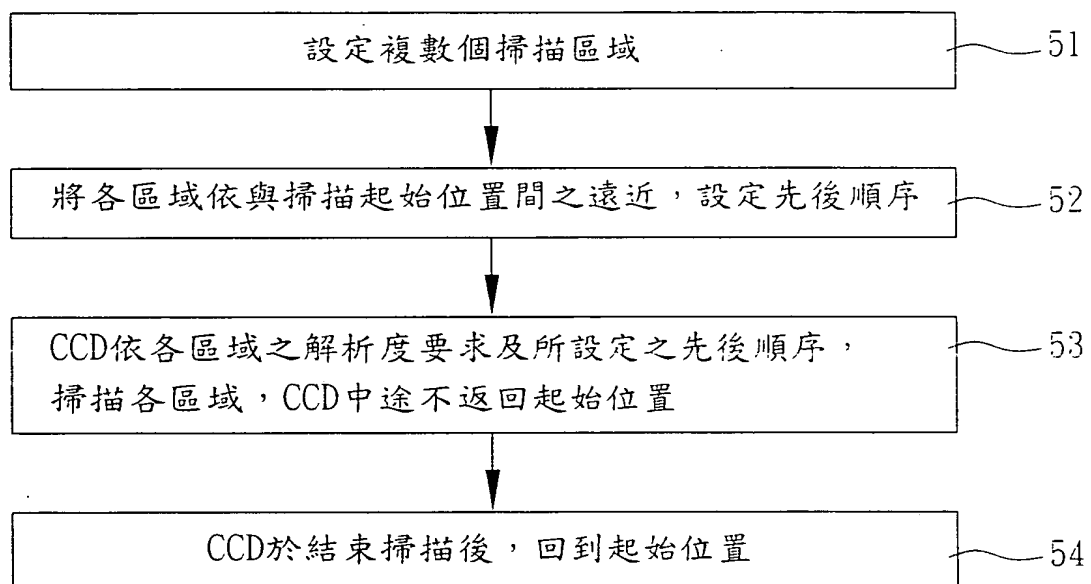 設定複數個掃描區域
51
將各區域依與掃描起始位置間之遠近，設定先後順序
52
CCD依各區域之解析度要求及所設定之先後順序，
53
掃描各區域，CCD中途不返回起始位置
CCD於結束掃描後，回到起始位置
54